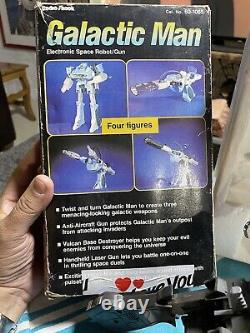 Radio Shack
Cat. No. 60-1055
Galactic Man
Electronic Space Robot/Gun
Four figures
• Twist and turn Galactic Man to create three
menacing-looking galactic weapons
• Anti-Aircraft Gun protects Galactic Man's outpost
from attacking invaders
• Vulcan Base Destroyer helps you keep your evil
enemies from conquering the universe
• Handheld Laser Gun lets you battle one-on-one
in thrilling space duels
• Exciting
pulsat
You